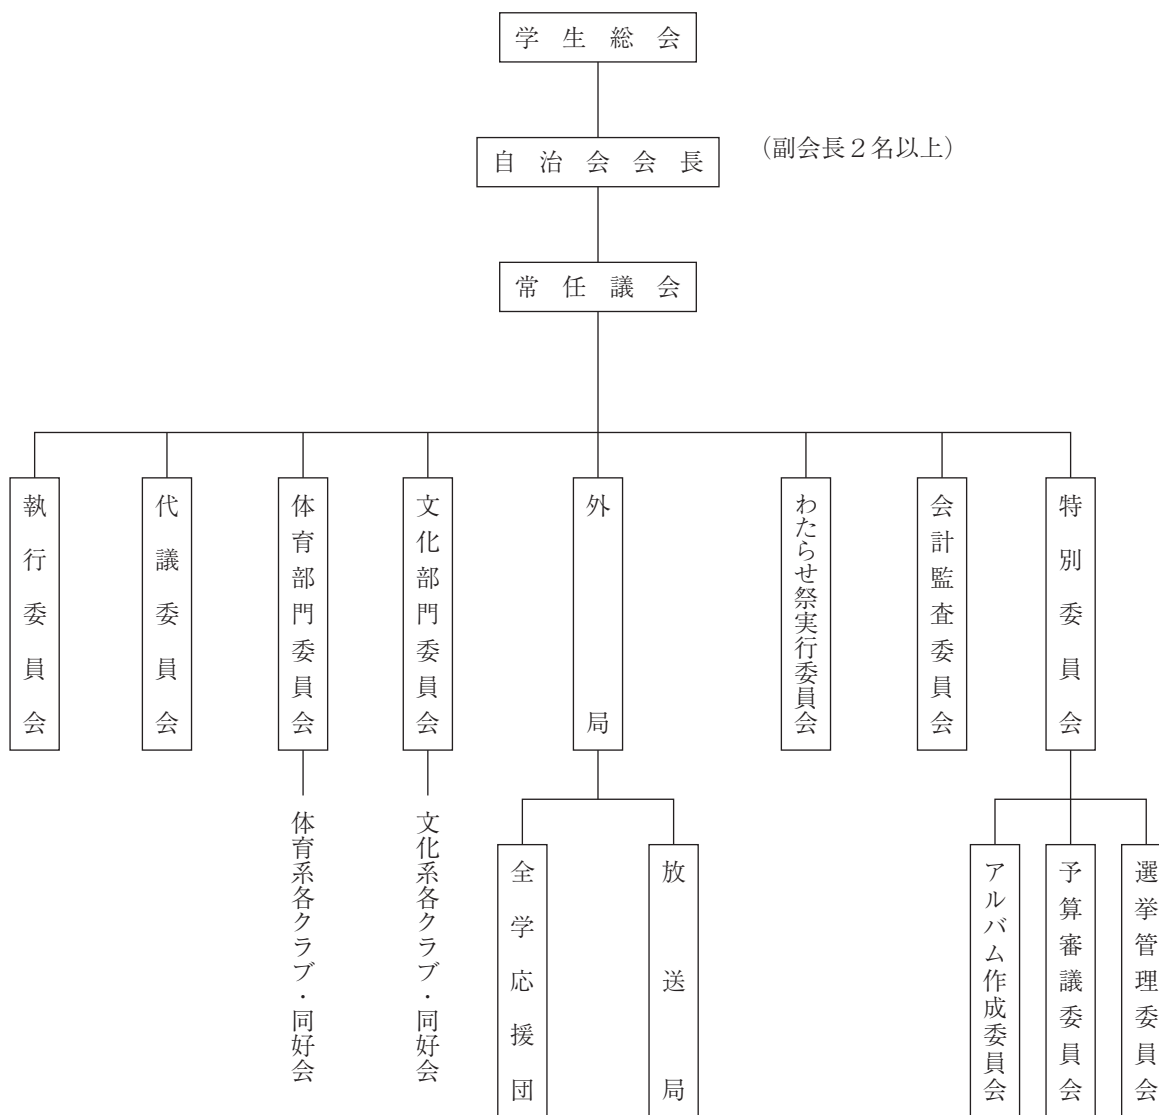 学生総会
自治会会長
（副会長２名以上）
常任議会
執行委員会
代議委員会
体育部門委員会
文化部門委員会
外局
わたらせ祭実行委員会
会計監査委員会
特別委員会
体育系各クラブ・同好会
文化系各クラブ・同好会
全学応援団
放送局
アルバム作成委員会
予算審議委員会
選挙管理委員会